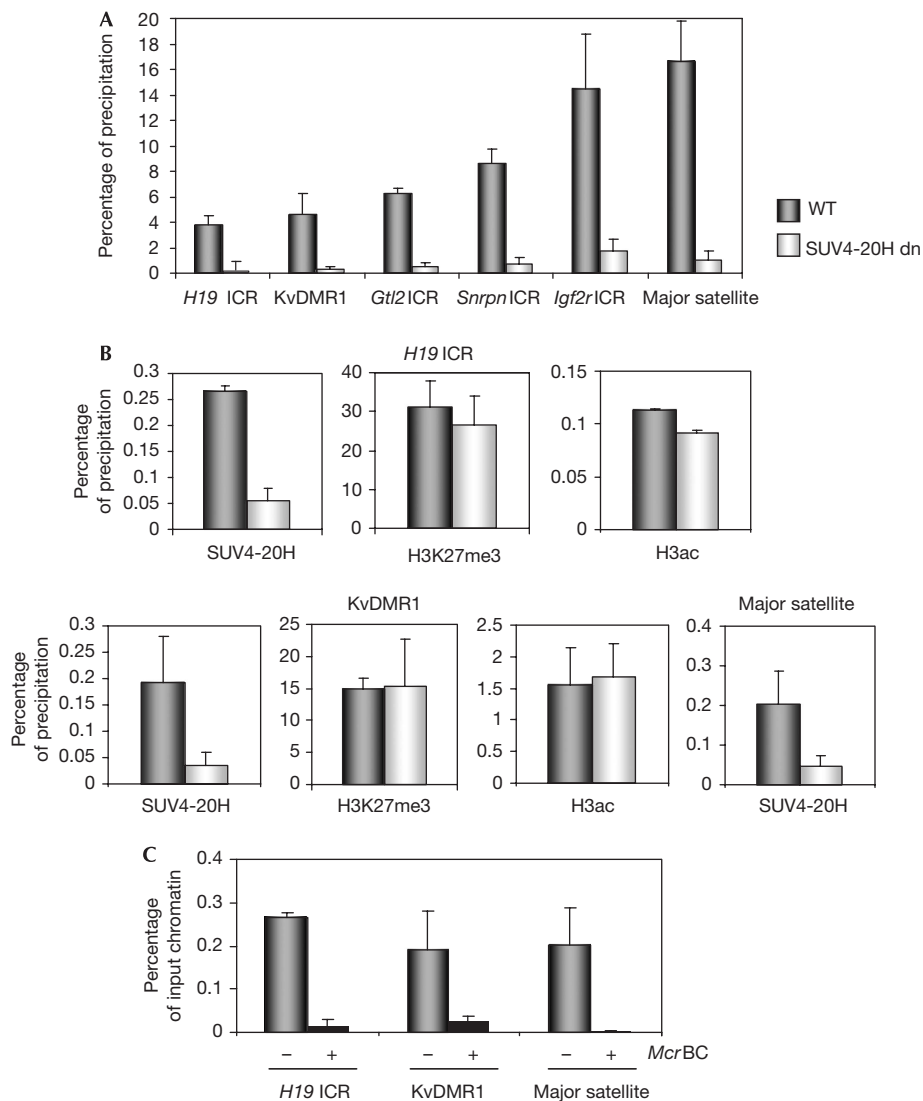 A
Percentage of precipitation
20
18
16
14
12
10
8
6
4
2
0
H19 ICR
KvDMR1
Gtl2 ICR
Snrpn ICR
Igf2r ICR
Major satellite
WT
SUV4-20H dn
B
H19 ICR
Percentage
of precipitation
0.3
0.25
0.2
0.15
0.1
0.05
0
SUV4-20H
40
30
20
10
0
H3K27me3
0.15
0.1
0.05
0
H3ac
KvDMR1
Major satellite
Percentage
of precipitation
0.3
0.25
0.2
0.15
0.1
0.05
0
SUV4-20H
25
20
15
10
5
0
H3K27me3
2.5
2
1.5
1
0.5
0
H3ac
0.4
0.3
0.2
0.1
0
SUV4-20H
C
Percentage
of input chromatin
0.4
0.2
0
– + – + – + McrBC
H19 ICR
KvDMR1
Major satellite